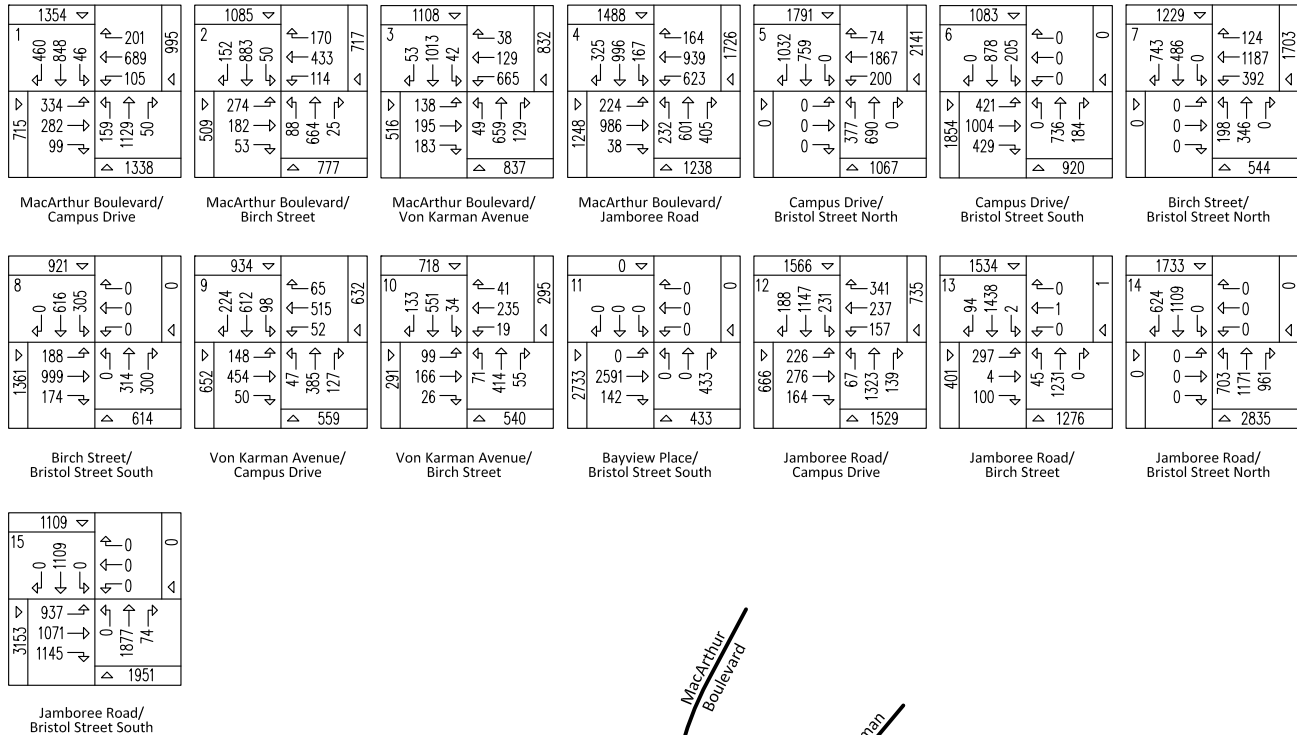 1354
1
460 848 46
201
689
105
995
715
334
282
99
159 1129 50
1338
MacArthur Boulevard/
Campus Drive
1085
2
152 883 50
170
433
114
717
509
274
182
53
88 664 25
777
MacArthur Boulevard/
Birch Street
1108
3
53 1013 42
38
129
665
832
516
138
195
183
49 659 129
837
MacArthur Boulevard/
Von Karman Avenue
1488
4
325 996 167
164
939
623
1726
1248
224
986
38
232 601 405
1238
MacArthur Boulevard/
Jamboree Road
1791
5
1032 759 0
74
1867
200
2141
0
0
0
0
377 690 0
1067
Campus Drive/
Bristol Street North
1083
6
0 878 205
0
0
0
0
1854
421
1004
429
0 736 184
920
Campus Drive/
Bristol Street South
1229
7
743 486 0
124
1187
392
1703
0
0
0
0
198 346 0
544
Birch Street/
Bristol Street North
921
8
0 616 305
0
0
0
0
1361
188
999
174
0 314 300
614
Birch Street/
Bristol Street South
934
9
224 612 98
65
515
52
632
652
148
454
50
47 385 127
559
Von Karman Avenue/
Campus Drive
718
10
133 551 34
41
235
19
295
291
99
166
26
71 414 55
540
Von Karman Avenue/
Birch Street
0
11
0 0 0
0
0
0
0
2733
0
2591
142
0 0 433
433
Bayview Place/
Bristol Street South
1566
12
188 1147 231
341
237
157
735
666
226
276
164
67 1323 139
1529
Jamboree Road/
Campus Drive
1534
13
94 1438 2
0
1
0
1
401
297
4
100
45 1231 0
1276
Jamboree Road/
Birch Street
1733
14
624 1109 0
0
0
0
0
0
0
0
0
703 1171 961
2835
Jamboree Road/
Bristol Street North
1109
15
0 1109 0
0
0
0
0
3153
937
1071
1145
0 1877 74
1951
Jamboree Road/
Bristol Street South
MacArthur
Boulevard